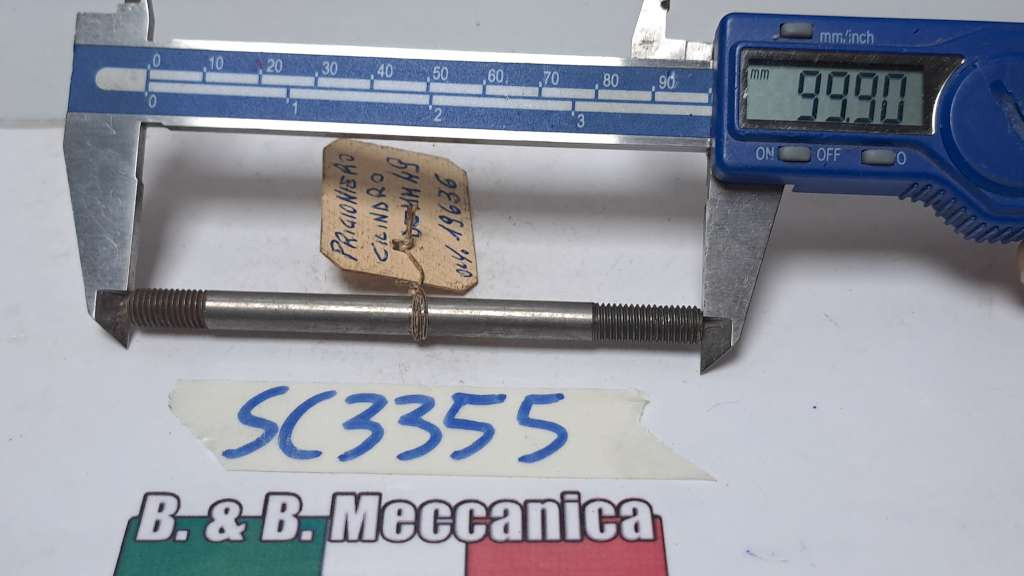 mm/inch
0 10 20 30 40 50 60 70 80 90
0 1 2 3
mm
99.90
ON OFF 0
PRIGIONIERO
CILINDRO
19636
SC3355
B. & B. Meccanica